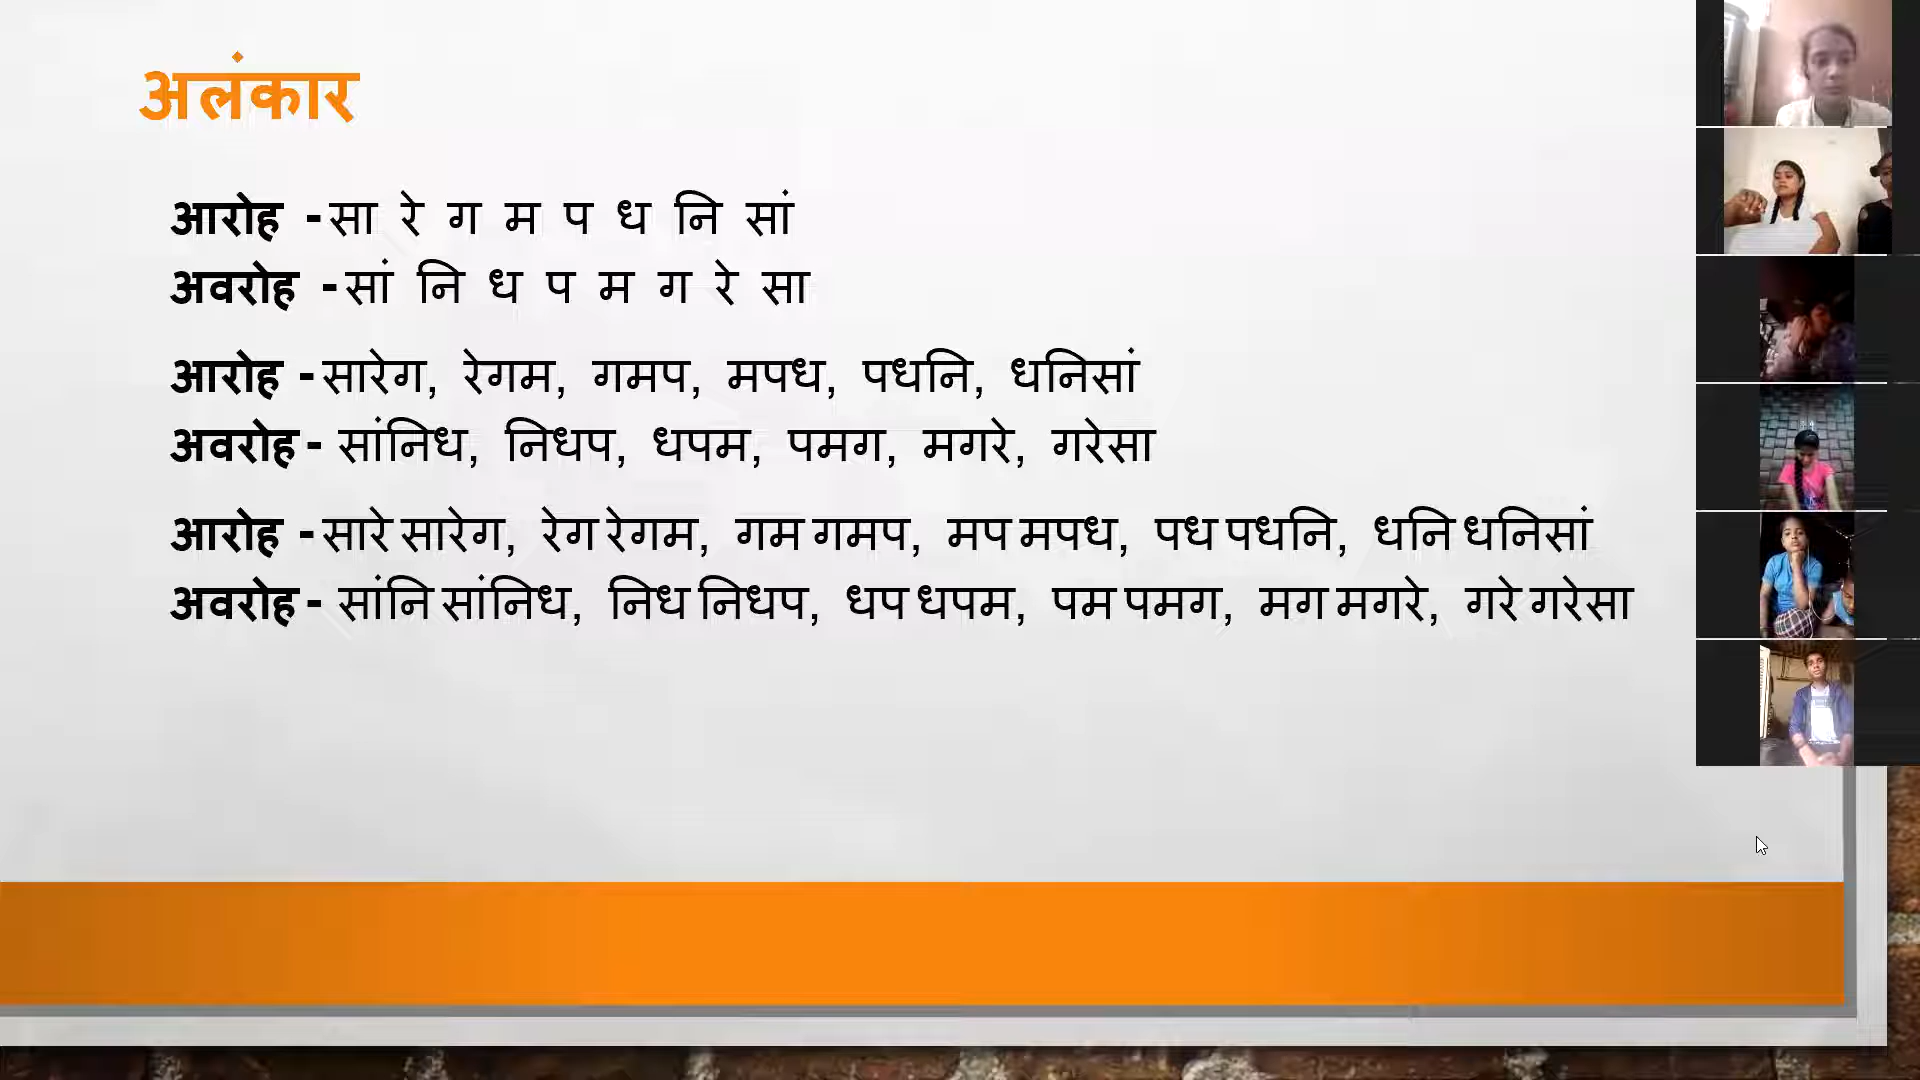 अलंकार
आरोह - सा रे ग म प ध नि सां
अवरोह - सां नि ध प म ग रे सा
आरोह - सारेग, रेगम, गमप, मपध, पधनि, धनिसां
अवरोह - सांनिध, निधप, धपम, पमग, मगरे, गरेसा
आरोह - सारे सारेग, रेग रेगम, गम गमप, मप मपध, पध पधनि, धनि धनिसां
अवरोह - सांनि सांनिध, निध निधप, धप धपम, पम पमग, मग मगरे, गरे गरेसा